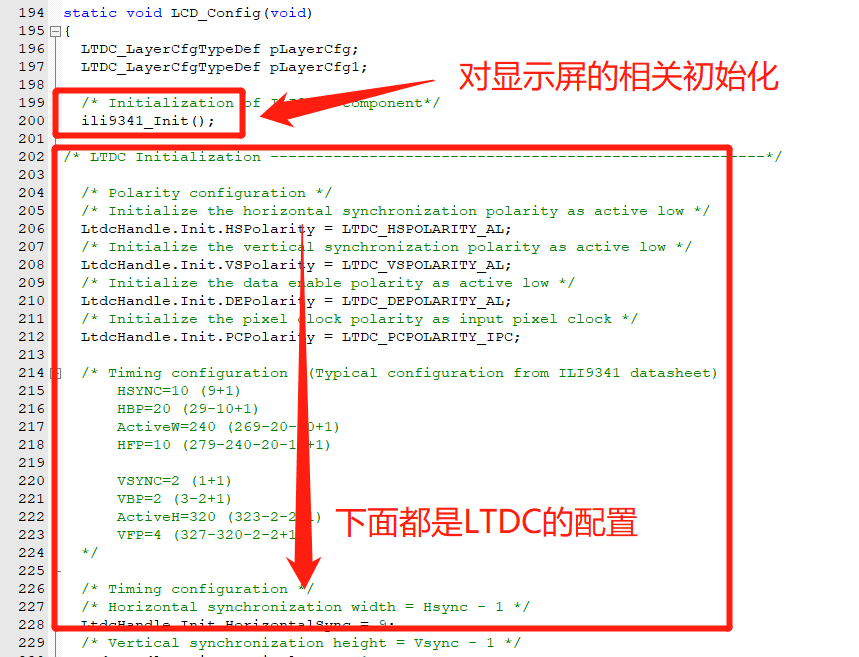 194 static void LCD_Config(void)
195 {
196 LTDC_LayerCfgTypeDef pLayerCfg;
197 LTDC_LayerCfgTypeDef pLayerCfg1;
198
对显示屏的相关初始化
199 /* Initialization of component*/
200 ili9341_Init();
201
202 /* LTDC Initialization -------------------------------------------------------*/
203
204 /* Polarity configuration */
205 /* Initialize the horizontal synchronization polarity as active low */
206 LtdcHandle.Init.HSPolarity = LTDC_HSPOLARITY_AL;
207 /* Initialize the vertical synchronization polarity as active low */
208 LtdcHandle.Init.VSPolarity = LTDC_VSPOLARITY_AL;
209 /* Initialize the data enable polarity as active low */
210 LtdcHandle.Init.DEPolarity = LTDC_DEPOLARITY_AL;
211 /* Initialize the pixel clock polarity as input pixel clock */
212 LtdcHandle.Init.PCPolarity = LTDC_PCPOLARITY_IPC;
213
214 /* Timing configuration (Typical configuration from ILI9341 datasheet)
215 HSYNC=10 (9+1)
216 HBP=20 (29-10+1)
217 ActiveW=240 (269-20-10+1)
218 HFP=10 (279-240-20-10+1)
219
220 VSYNC=2 (1+1)
221 VBP=2 (3-2+1)
222 ActiveH=320 (323-2-2+1)
下面都是LTDC的配置
223 VFP=4 (327-320-2-2+1)
224 */
225
226 /* Timing configuration */
227 /* Horizontal synchronization width = Hsync - 1 */
228 LtdcHandle.Init.HorizontalSync = 9;
229 /* Vertical synchronization height = Vsync - 1 */